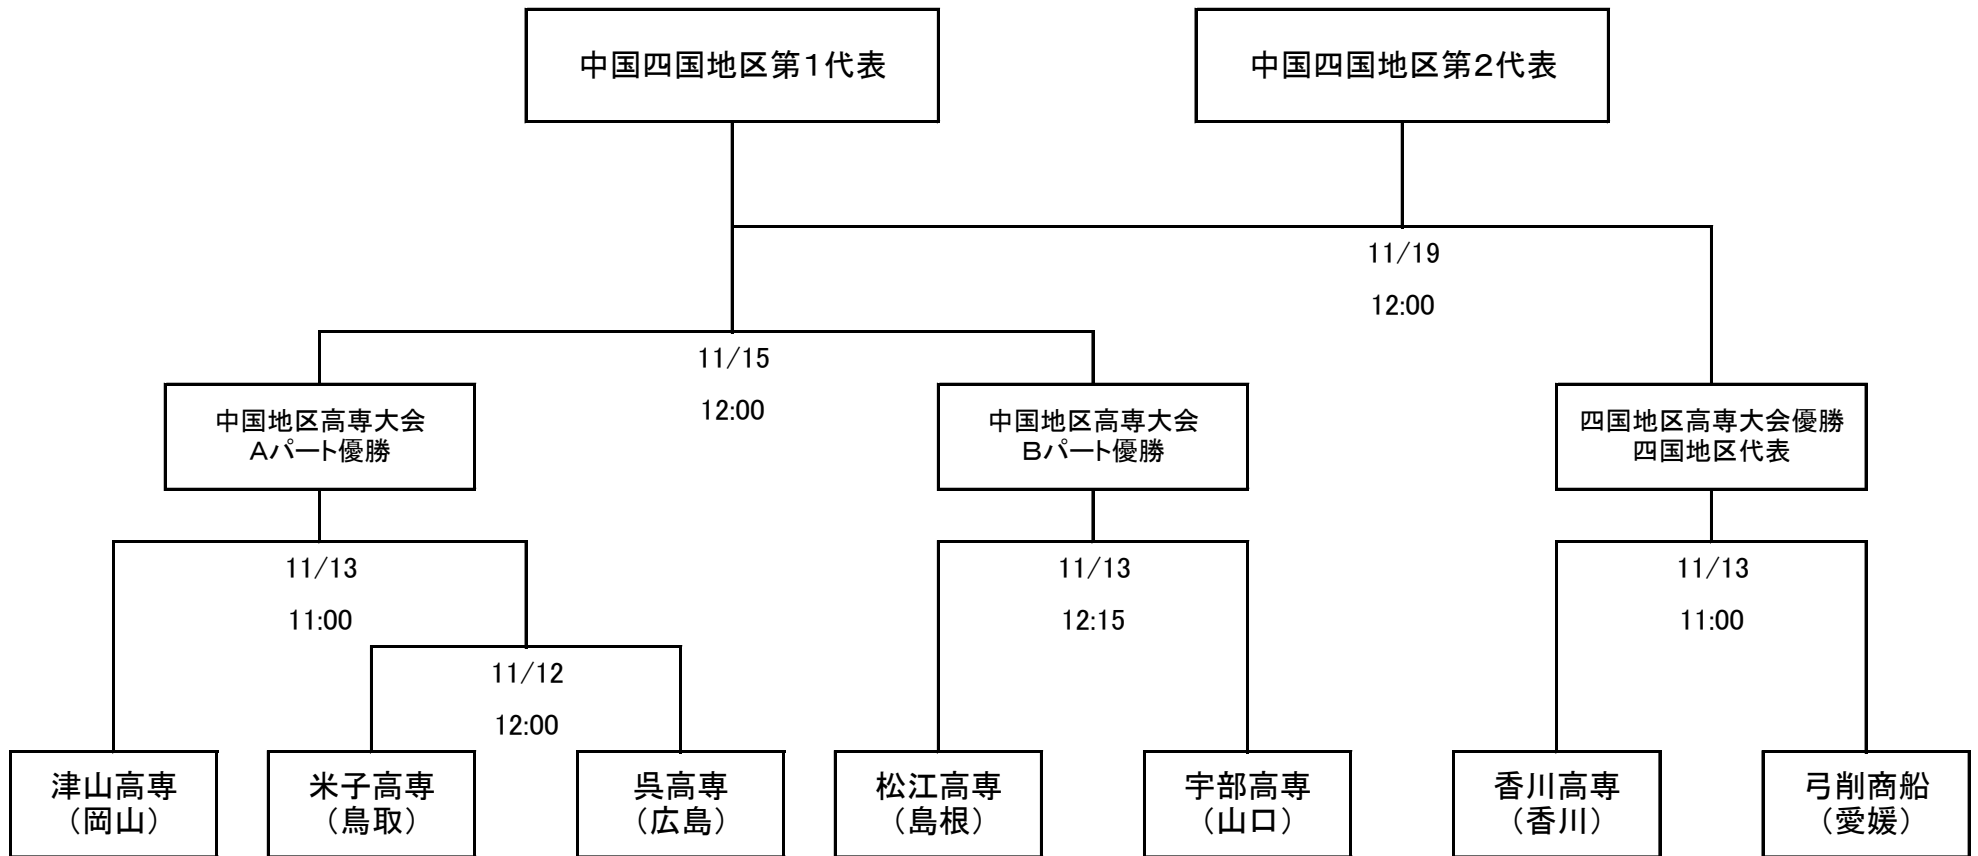 中国四国地区第１代表
中国四国地区第２代表
11/19
12:00
11/15
12:00
中国地区高専大会
Ａパート優勝
中国地区高専大会
Ｂパート優勝
四国地区高専大会優勝
四国地区代表
11/13
11:00
11/13
12:15
11/13
11:00
11/12
12:00
津山高専
（岡山）
米子高専
（鳥取）
呉高専
（広島）
松江高専
（島根）
宇部高専
（山口）
香川高専
（香川）
弓削商船
（愛媛）